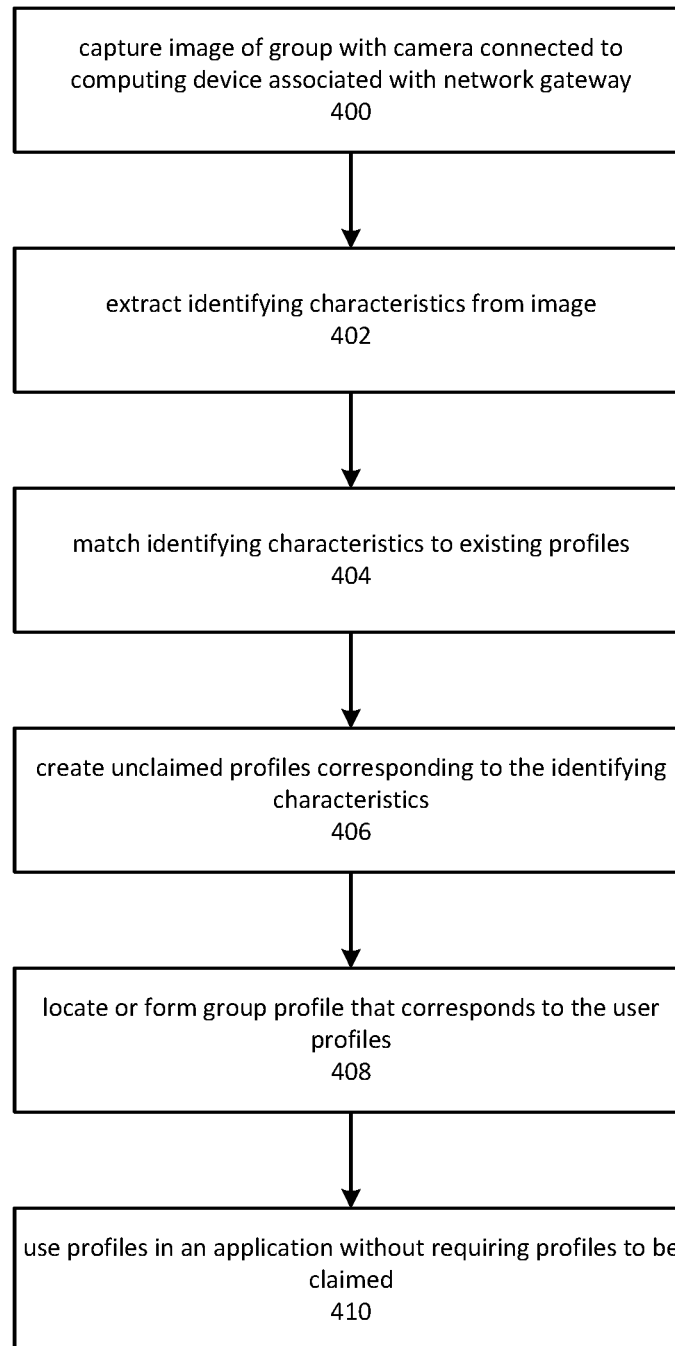 capture image of group with camera connected to
computing device associated with network gateway
400
extract identifying characteristics from image
402
match identifying characteristics to existing profiles
404
create unclaimed profiles corresponding to the identifying
characteristics
406
locate or form group profile that corresponds to the user
profiles
408
use profiles in an application without requiring profiles to be
claimed
410